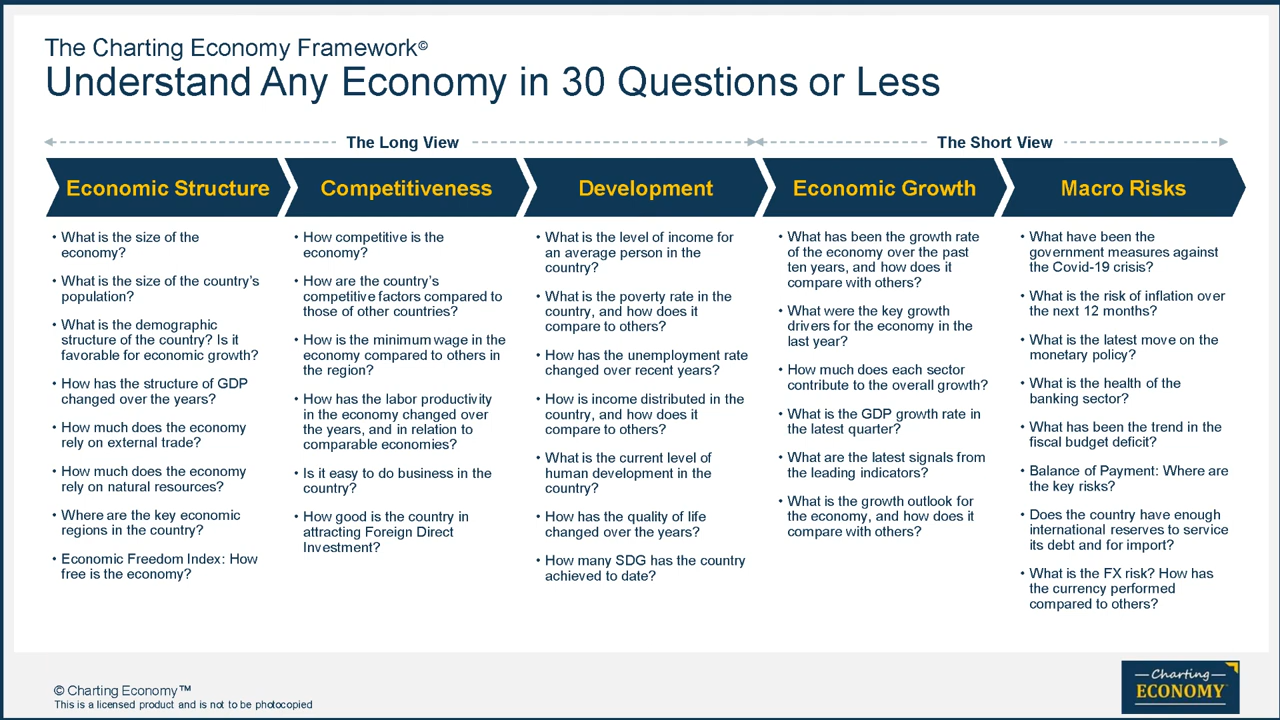 The Charting Economy Framework©
Understand Any Economy in 30 Questions or Less
The Long View
The Short View
Economic Structure
Competitiveness
Development
Economic Growth
Macro Risks
• What is the size of the
economy?
• What is the size of the country's
population?
• What is the demographic
structure of the country? Is it
favorable for economic growth?
• How has the structure of GDP
changed over the years?
• How much does the economy
rely on external trade?
• How much does the economy
rely on natural resources?
• Where are the key economic
regions in the country?
• Economic Freedom Index: How
free is the economy?
• How competitive is the
economy?
• How are the country's
competitive factors compared to
those of other countries?
• How is the minimum wage in the
economy compared to others in
the region?
• How has the labor productivity
in the economy changed over
the years, and in relation to
comparable economies?
• Is it easy to do business in the
country?
• How good is the country in
attracting Foreign Direct
Investment?
• What is the level of income for
an average person in the
country?
• What is the poverty rate in the
country, and how does it
compare to others?
• How has the unemployment rate
changed over recent years?
• How is income distributed in the
country, and how does it
compare to others?
• What is the current level of
human development in the
country?
• How has the quality of life
changed over the years?
• How many SDG has the country
achieved to date?
• What has been the growth rate
of the economy over the past
ten years, and how does it
compare with others?
• What were the key growth
drivers for the economy in the
last year?
• How much does each sector
contribute to the overall growth?
• What is the GDP growth rate in
the latest quarter?
• What are the latest signals from
the leading indicators?
• What is the growth outlook for
the economy, and how does it
compare with others?
• What have been the
government measures against
the Covid-19 crisis?
• What is the risk of inflation over
the next 12 months?
• What is the latest move on the
monetary policy?
• What is the health of the
banking sector?
• What has been the trend in the
fiscal budget deficit?
• Balance of Payment: Where are
the key risks?
• Does the country have enough
international reserves to service
its debt and for import?
• What is the FX risk? How has
the currency performed
compared to others?
© Charting Economy™
This is a licensed product and is not to be photocopied
Charting
ECONOMY